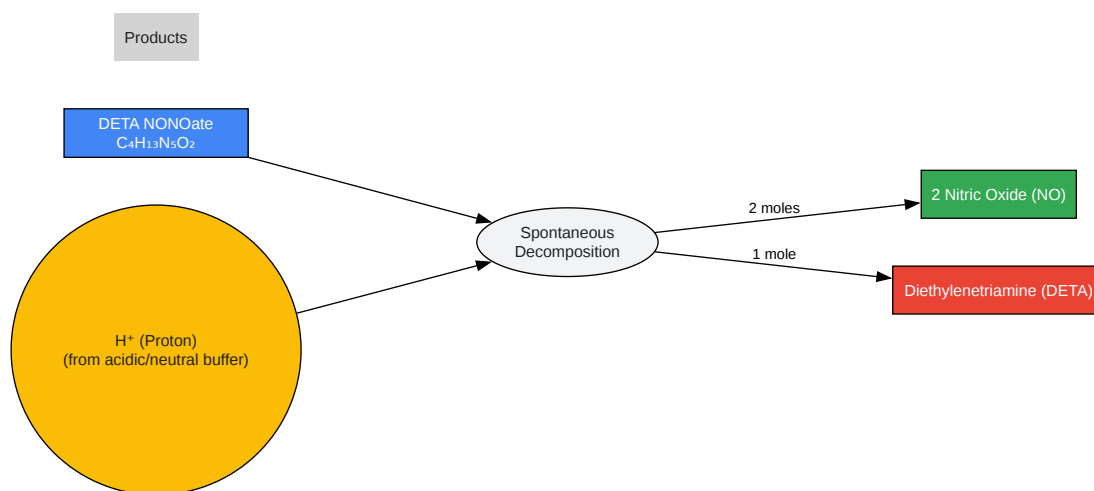 Products
DETA NONOate
C₄H₁₃N₅O₂
H⁺ (Proton)
(from acidic/neutral buffer)
Spontaneous
Decomposition
2 moles
1 mole
2 Nitric Oxide (NO)
Diethylenetriamine (DETA)